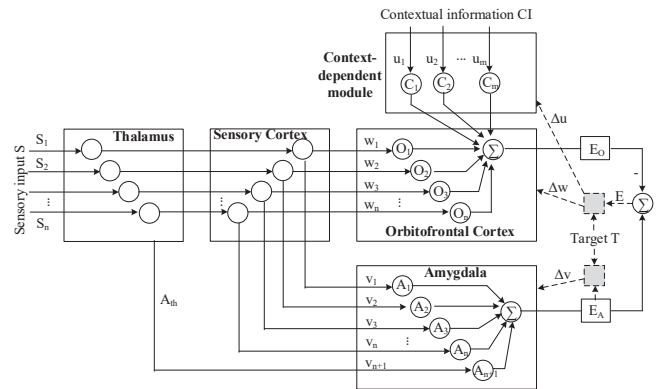 Contextual information CI
u1 u2 ... um
Context-
dependent
module
C1 C2 Cm
Δu
Sensory input S
S1
S2
⋮
Sn
Thalamus
Sensory Cortex
⋮
w1
w2
w3
⋮
wn
O1
O2
O3
⋮
On
Σ
Orbitofrontal Cortex
EO
-
Δw
E
Σ
Target T
Δv
Amygdala
Ath
v1
v2
v3
⋮
vn
vn+1
A1
A2
A3
An
An+1
Σ
EA